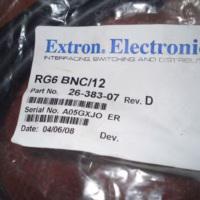 Extron Electronic
INTERFACING, SWITCHING AND
RG6 BNC/12
Part No. 26-383-07 Rev. D
Serial No. A05GXJO ER
Date: 04/06/08 Dev.